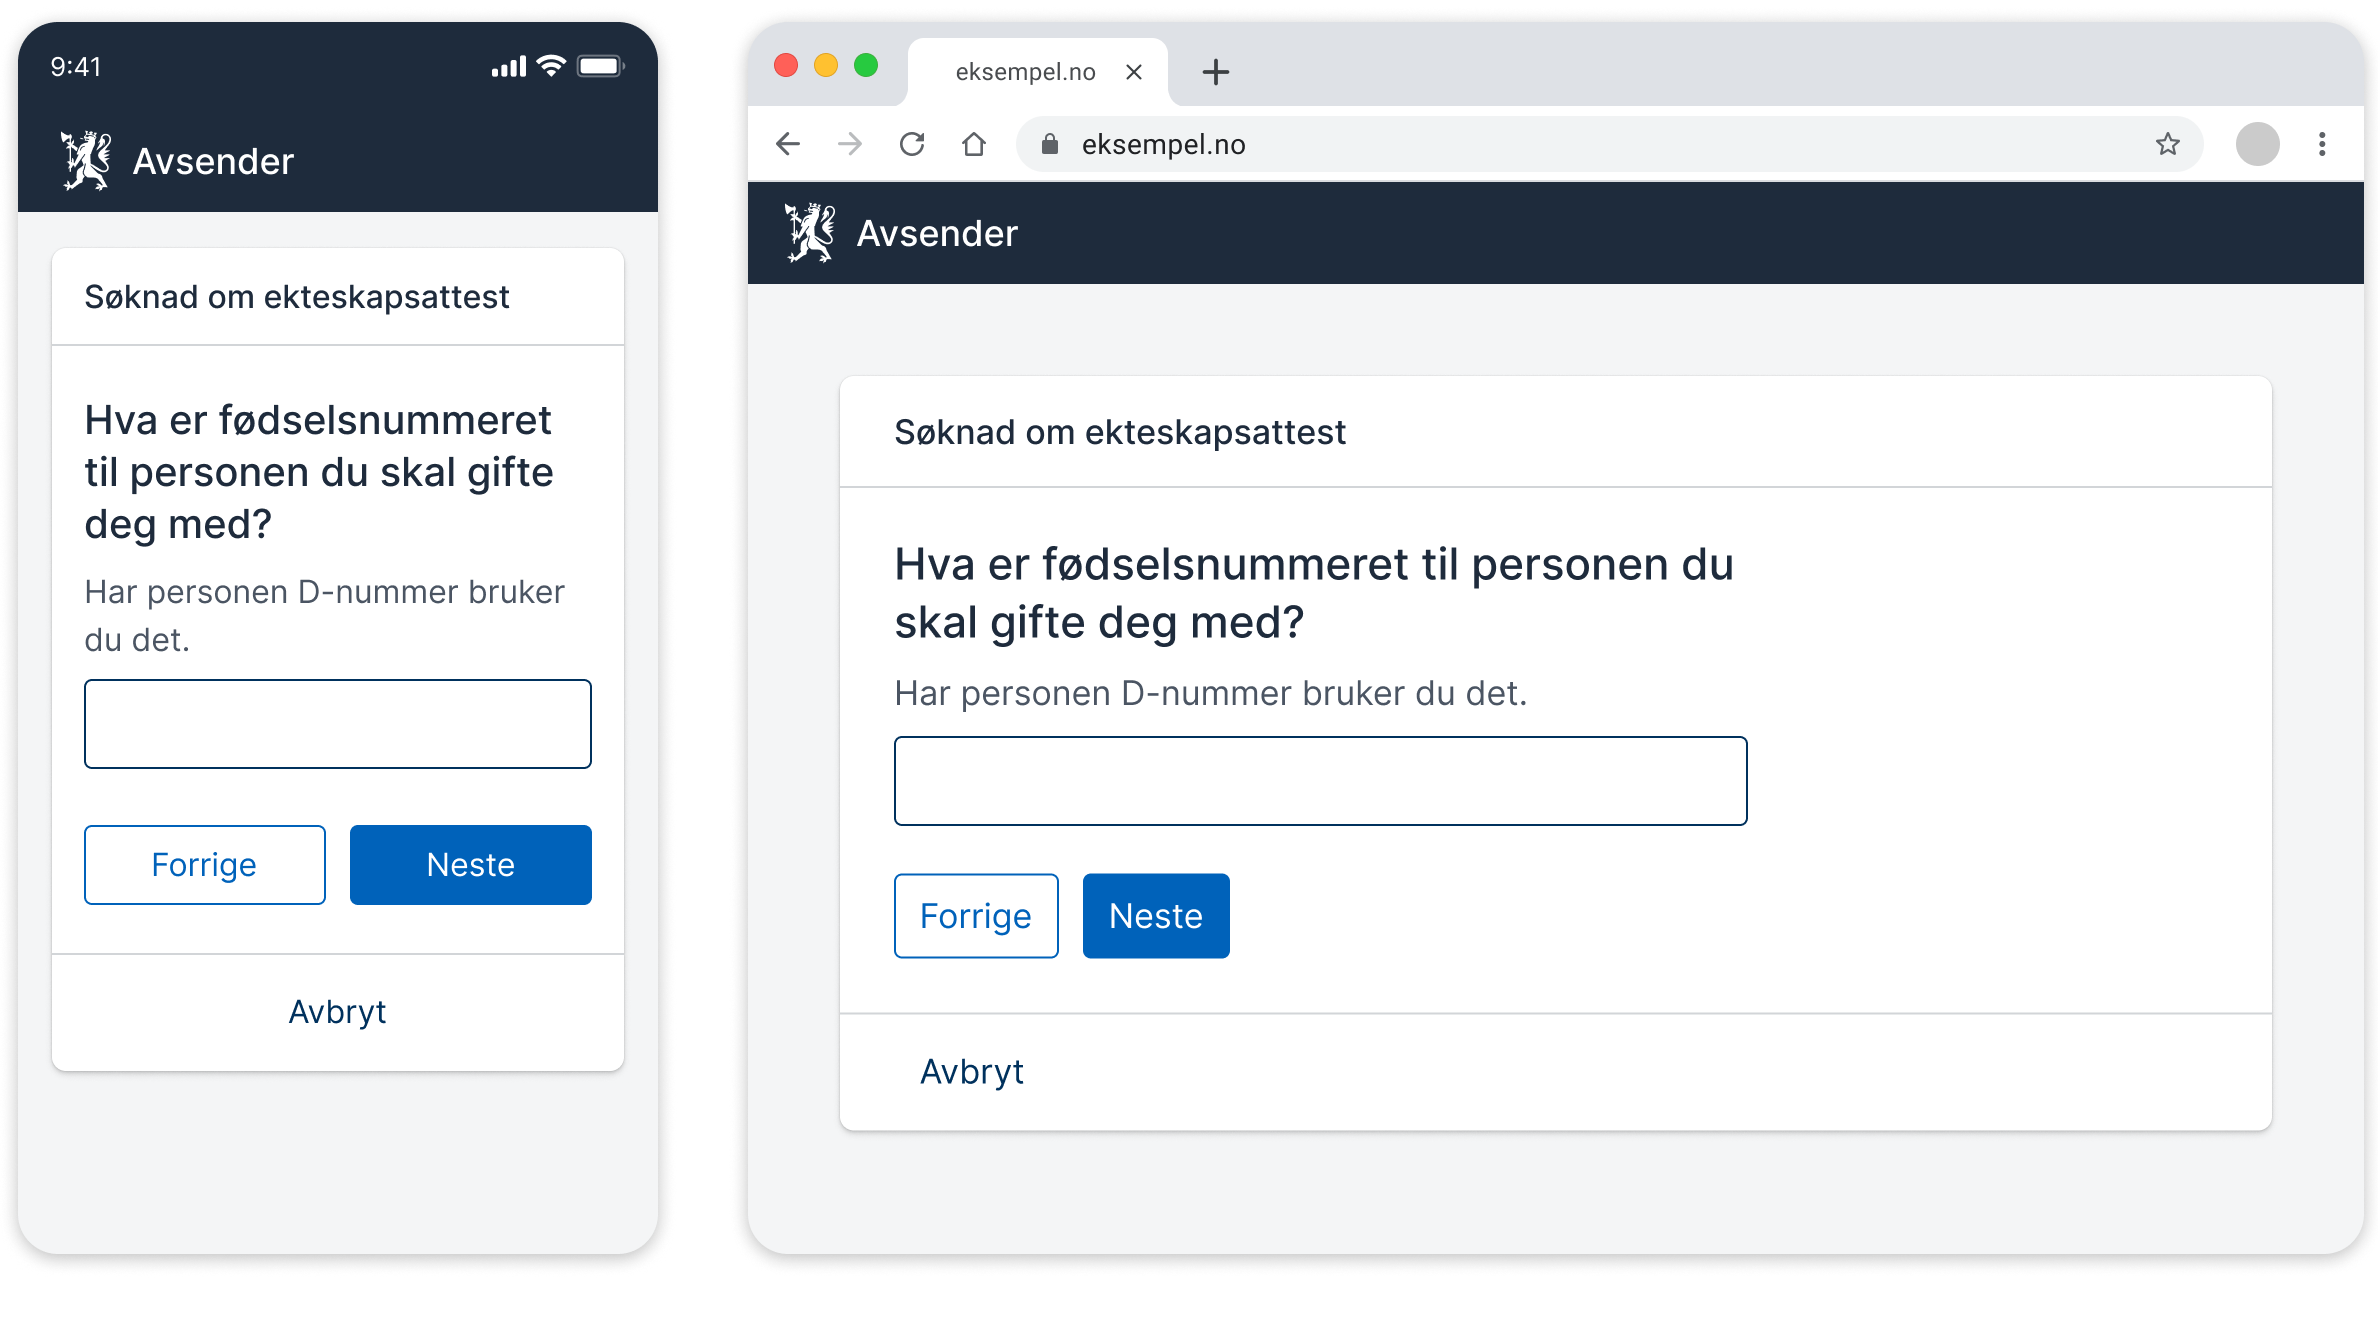 9:41
Avsender
Søknad om ekteskapsattest
Hva er fødselsnummeret
til personen du skal gifte
deg med?
Har personen D-nummer bruker
du det.
Forrige
Neste
Avbryt
eksempel.no
eksempel.no
Avsender
Søknad om ekteskapsattest
Hva er fødselsnummeret til personen du
skal gifte deg med?
Har personen D-nummer bruker du det.
Forrige
Neste
Avbryt